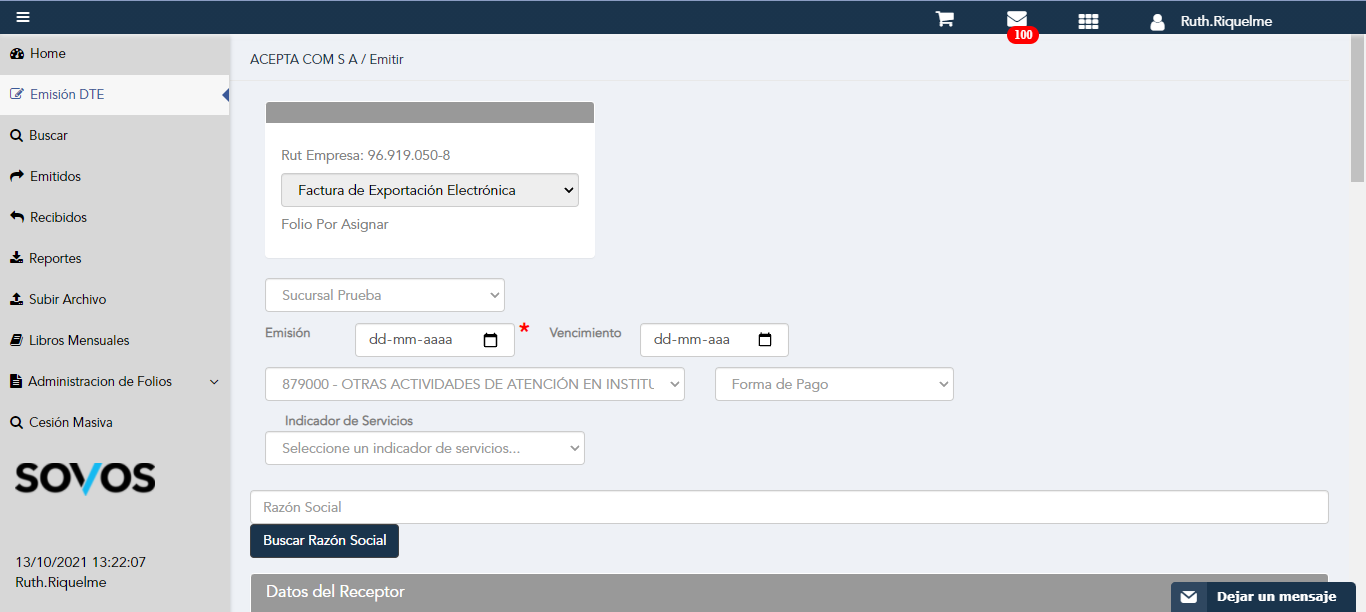 100
Ruth.Riquelme
Home
Emisión DTE
Buscar
Emitidos
Recibidos
Reportes
Subir Archivo
Libros Mensuales
Administracion de Folios
Cesión Masiva
SOVOS
13/10/2021 13:22:07
Ruth.Riquelme
ACEPTA COM S A / Emitir
Rut Empresa: 96.919.050-8
Factura de Exportación Electrónica
Folio Por Asignar
Sucursal Prueba
Emisión dd-mm-aaaa * Vencimiento dd-mm-aaa
879000 - OTRAS ACTIVIDADES DE ATENCIÓN EN INSTITU Forma de Pago
Indicador de Servicios
Seleccione un indicador de servicios...
Razón Social
Buscar Razón Social
Datos del Receptor
Dejar un mensaje